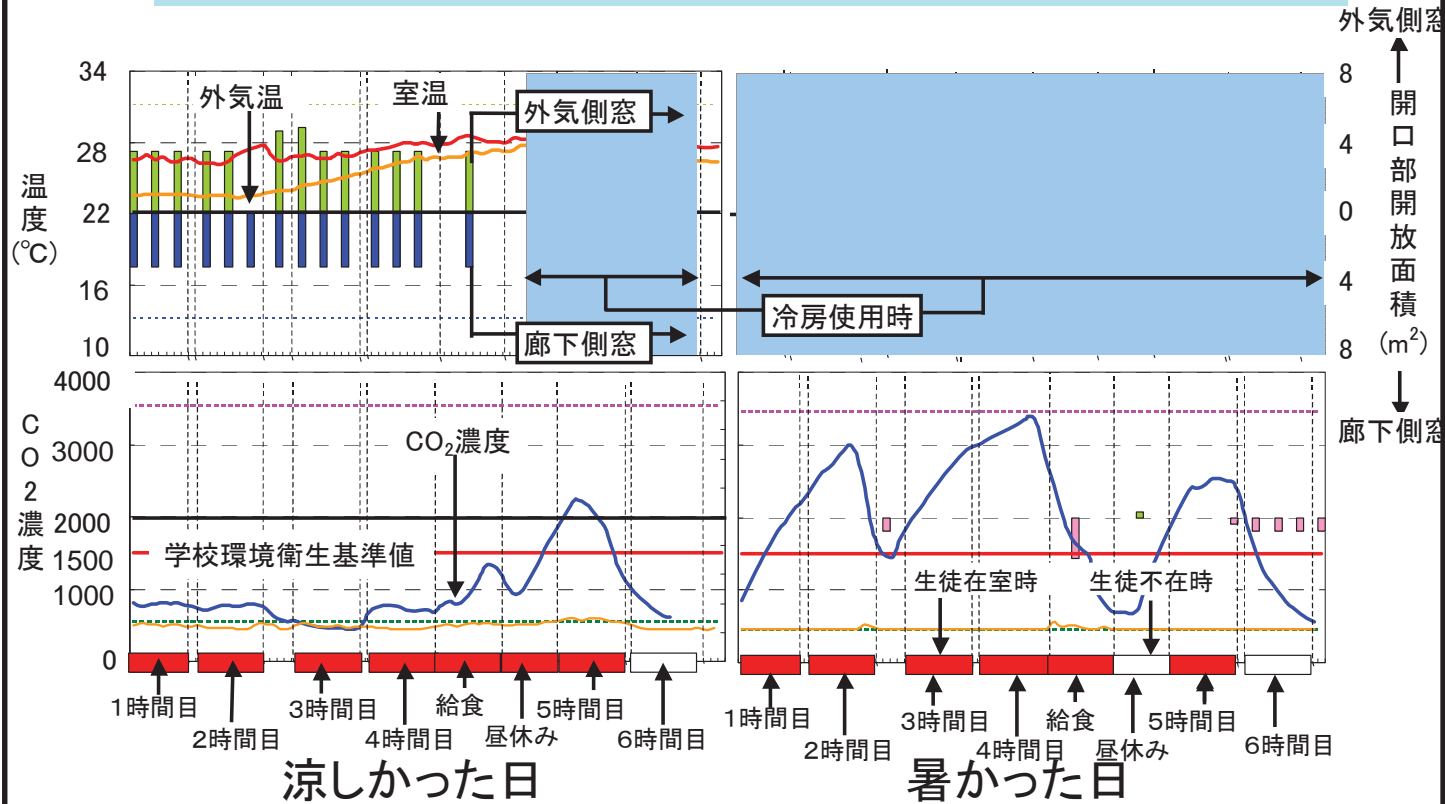 外気側窓
34
28
22
16
10
温度
(℃)
外気温
室温
外気側窓
廊下側窓
冷房使用時
8
4
0
4
8
開口部開放面積
(m²)
廊下側窓
4000
3000
2000
1500
1000
0
CO2濃度
CO₂濃度
学校環境衛生基準値
生徒在室時
生徒不在時
1時間目
2時間目
3時間目
4時間目
給食
昼休み
5時間目
6時間目
1時間目
2時間目
3時間目
4時間目
給食
昼休み
5時間目
6時間目
涼しかった日
暑かった日